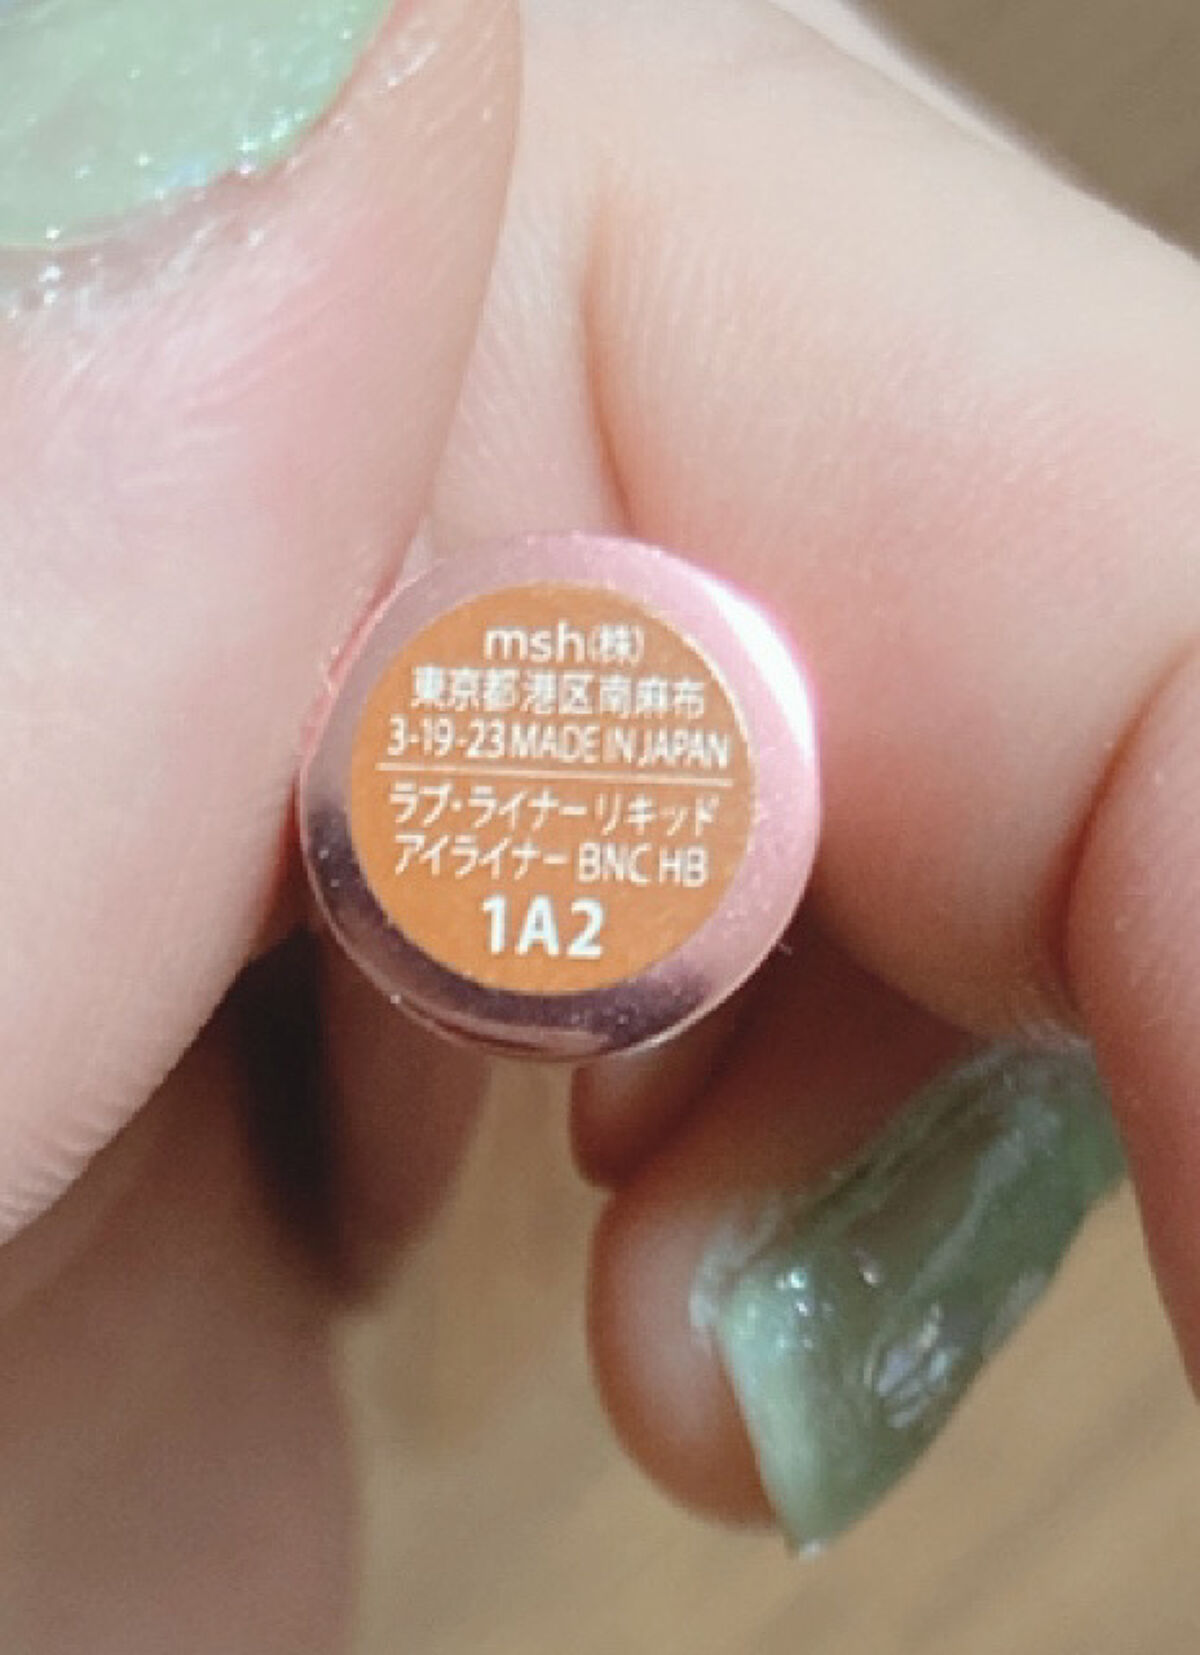 msh(株)
東京都港区南麻布
3-19-23 MADE IN JAPAN
ラブ・ライナー リキッド
アイライナー BNC HB
1A2